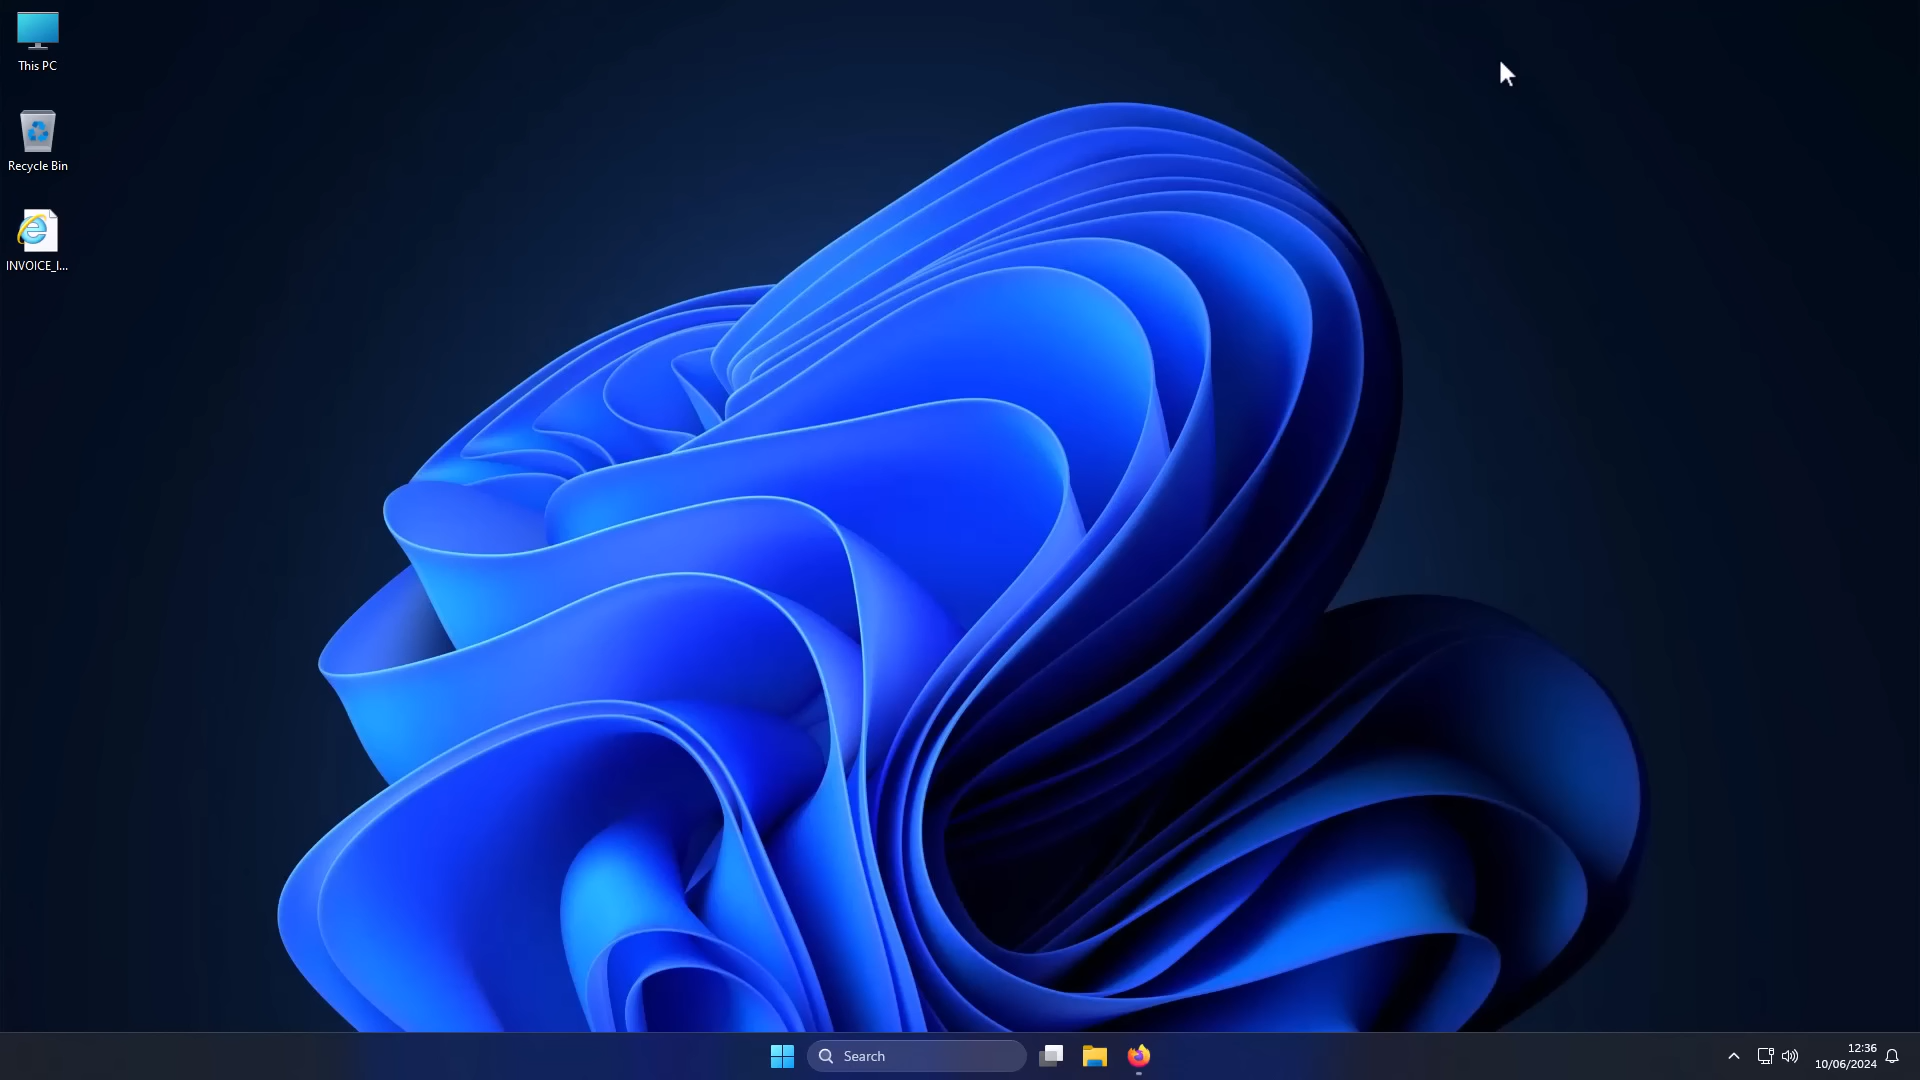 This PC
Recycle Bin
INVOICE_I...
Search
12:36
10/06/2024